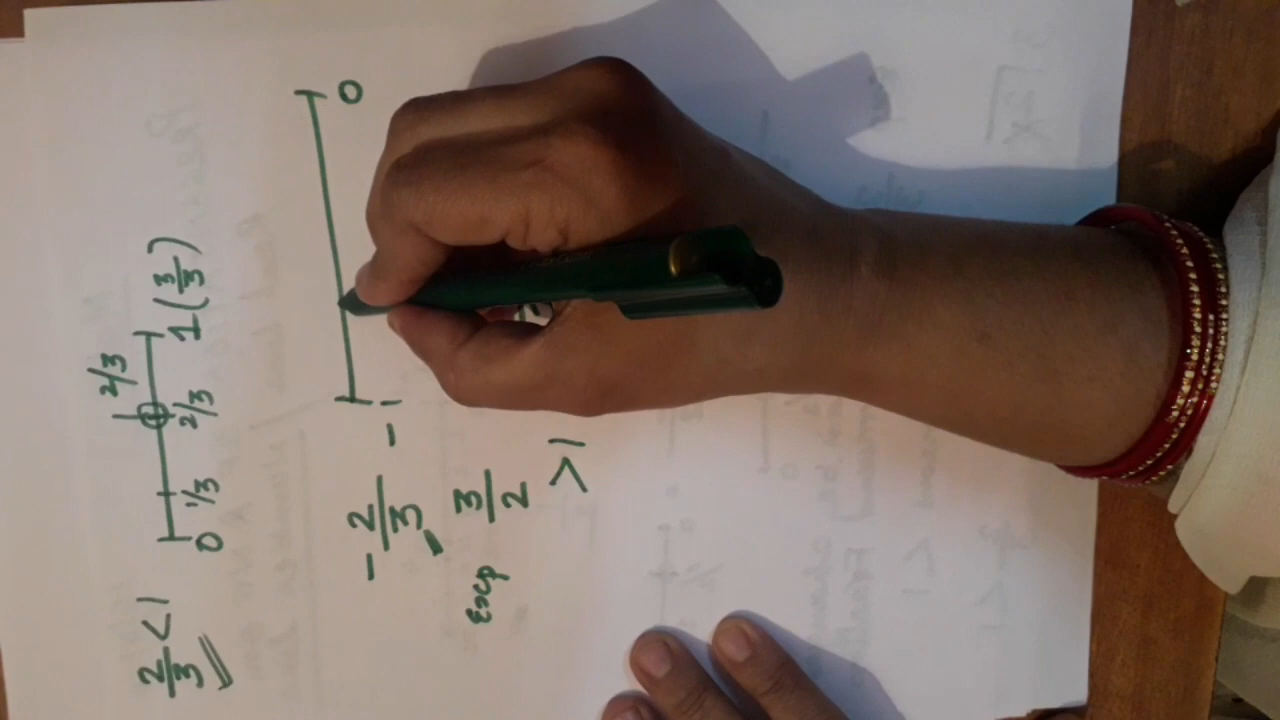 2/3
2/3 < 1
0 1/3 2/3 1 (3/3)
- 2/3 -1 0
3/2 > 1